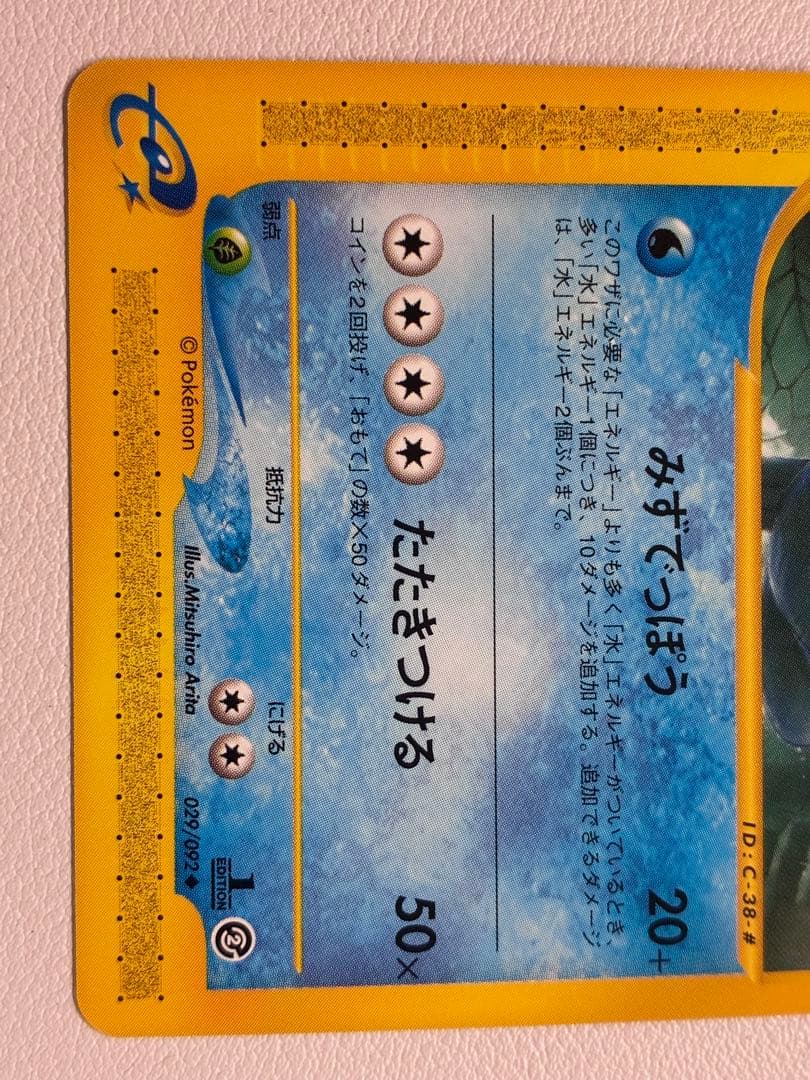 ID:C-38-#
みずでっぽう 20+
このワザに必要な「エネルギー」よりも多く「水」エネルギーがついているとき、
多い「水」エネルギー1個につき、10ダメージを追加する。追加できるダメージ
は、「水」エネルギー2個ぶんまで。
たたきつける 50×
コインを2回投げ、「おもて」の数×50ダメージ。
弱点 抵抗力 にげる
1 EDITION
© Pokémon Illus.Mitsuhiro Arita 029/092◆